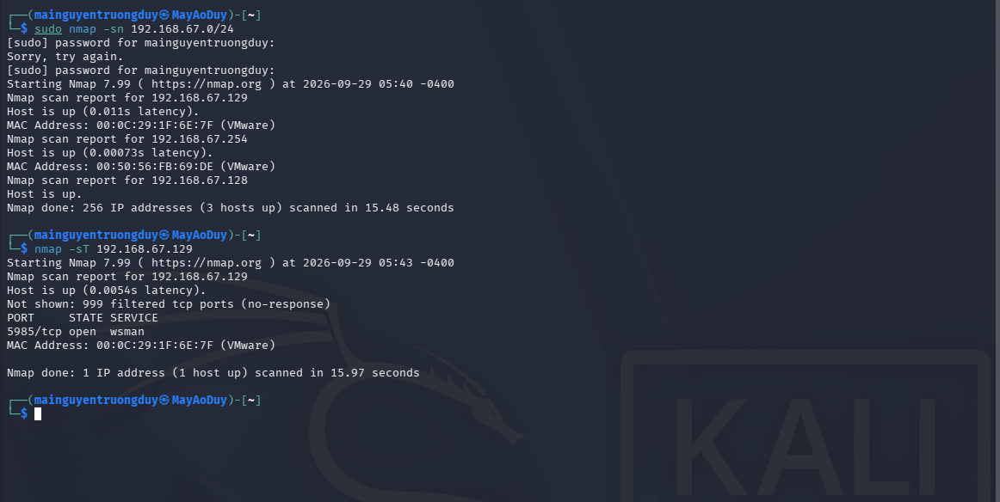 ┌──(mainguyentruongduy㉿MayAoDuy)-[~]
└─$ sudo nmap -sn 192.168.67.0/24
[sudo] password for mainguyentruongduy:
Sorry, try again.
[sudo] password for mainguyentruongduy:
Starting Nmap 7.99 ( https://nmap.org ) at 2026-09-29 05:40 -0400
Nmap scan report for 192.168.67.129
Host is up (0.011s latency).
MAC Address: 00:0C:29:1F:6E:7F (VMware)
Nmap scan report for 192.168.67.254
Host is up (0.00073s latency).
MAC Address: 00:50:56:FB:69:DE (VMware)
Nmap scan report for 192.168.67.128
Host is up.
Nmap done: 256 IP addresses (3 hosts up) scanned in 15.48 seconds
┌──(mainguyentruongduy㉿MayAoDuy)-[~]
└─$ nmap -sT 192.168.67.129
Starting Nmap 7.99 ( https://nmap.org ) at 2026-09-29 05:43 -0400
Nmap scan report for 192.168.67.129
Host is up (0.0054s latency).
Not shown: 999 filtered tcp ports (no-response)
PORT     STATE SERVICE
5985/tcp open  wsman
MAC Address: 00:0C:29:1F:6E:7F (VMware)
Nmap done: 1 IP address (1 host up) scanned in 15.97 seconds
┌──(mainguyentruongduy㉿MayAoDuy)-[~]
└─$
KALI